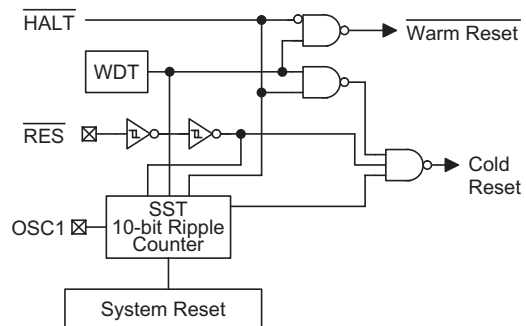 HALT
Warm Reset
WDT
RES
Cold
Reset
SST
10-bit Ripple
Counter
OSC1
System Reset